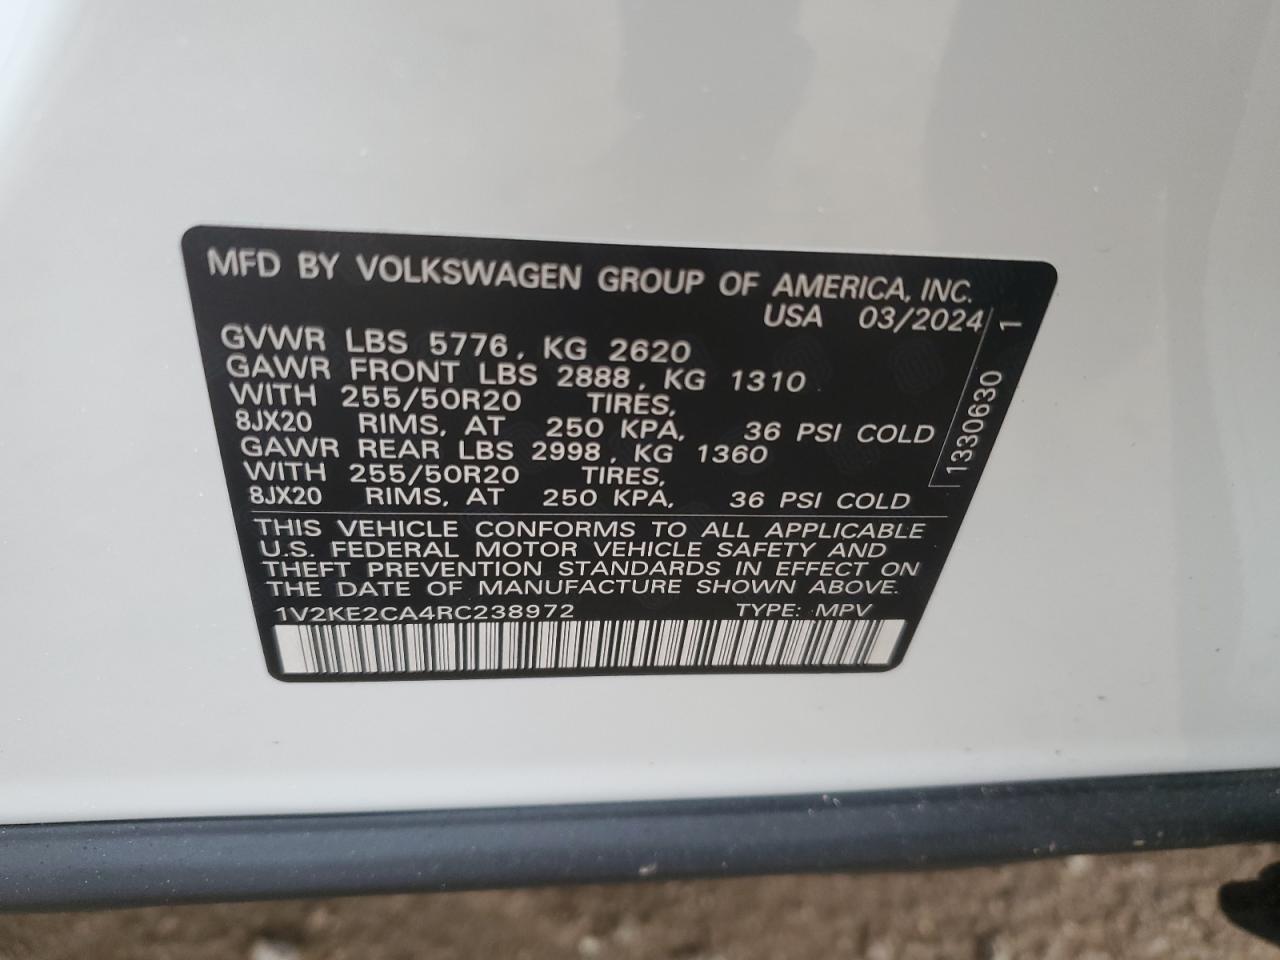 MFD BY VOLKSWAGEN GROUP OF AMERICA, INC.
USA 03/2024
GVWR LBS 5776, KG 2620
GAWR FRONT LBS 2888, KG 1310
WITH 255/50R20 TIRES,
8JX20 RIMS, AT 250 KPA, 36 PSI COLD
GAWR REAR LBS 2998, KG 1360
WITH 255/50R20 TIRES,
8JX20 RIMS, AT 250 KPA, 36 PSI COLD
1330630 1
THIS VEHICLE CONFORMS TO ALL APPLICABLE
U.S. FEDERAL MOTOR VEHICLE SAFETY AND
THEFT PREVENTION STANDARDS IN EFFECT ON
THE DATE OF MANUFACTURE SHOWN ABOVE.
1V2KE2CA4RC238972 TYPE: MPV